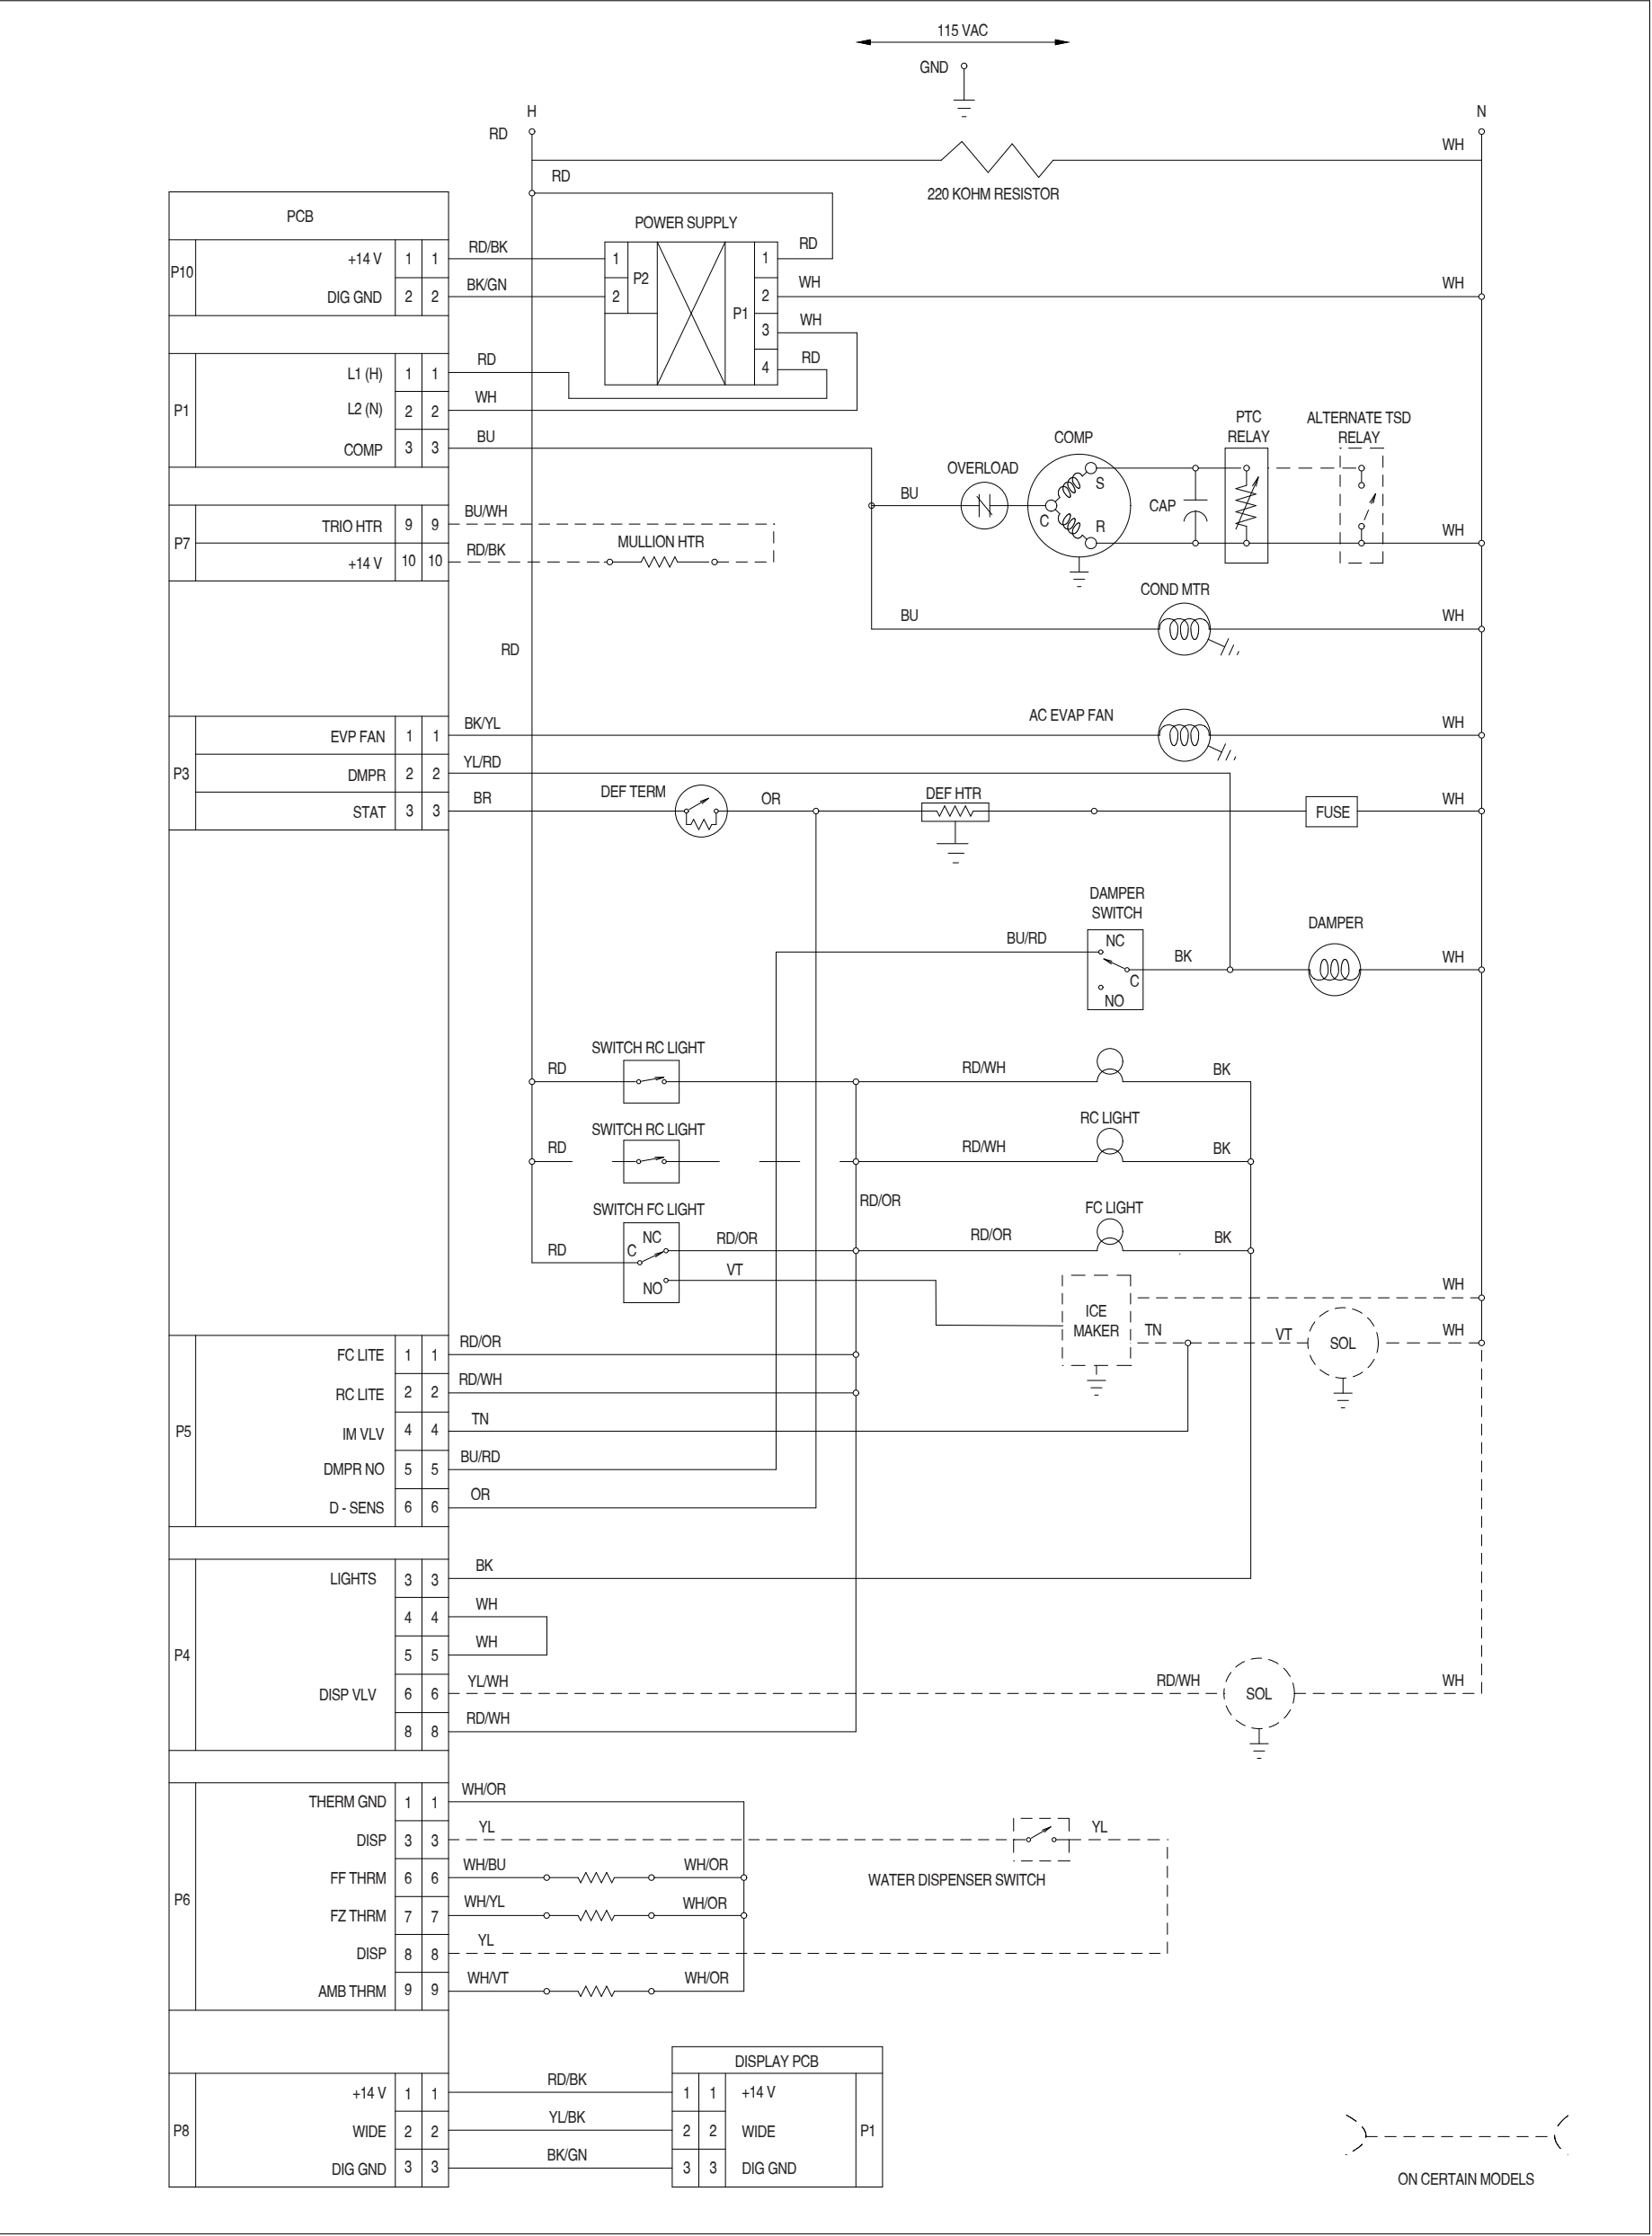 115 VAC
GND
H
N
RD
WH
RD
220 KOHM RESISTOR
PCB
POWER SUPPLY
P10
+14 V 1 1 RD/BK 1 P2 1 RD
DIG GND 2 2 BK/GN 2 P1 2 WH WH
3 WH
4 RD
P1
L1 (H) 1 1 RD
L2 (N) 2 2 WH
COMP 3 3 BU
COMP
PTC
RELAY
ALTERNATE TSD
RELAY
OVERLOAD
BU
C
S
R
CAP
WH
P7
TRIO HTR 9 9 BU/WH
+14 V 10 10 RD/BK
MULLION HTR
COND MTR
BU
WH
RD
P3
EVP FAN 1 1 BK/YL
AC EVAP FAN
WH
DMPR 2 2 YL/RD
STAT 3 3 BR
DEF TERM
OR
DEF HTR
FUSE
WH
DAMPER
SWITCH
DAMPER
BU/RD
NC
C
NO
BK
WH
SWITCH RC LIGHT
RD
RD/WH
BK
SWITCH RC LIGHT
RC LIGHT
RD
RD/WH
BK
RD/OR
SWITCH FC LIGHT
FC LIGHT
RD
C
NC
NO
RD/OR
RD/OR
BK
VT
ICE
MAKER
WH
TN
VT
SOL
WH
P5
FC LITE 1 1 RD/OR
RC LITE 2 2 RD/WH
IM VLV 4 4 TN
DMPR NO 5 5 BU/RD
D - SENS 6 6 OR
P4
LIGHTS 3 3 BK
4 4 WH
5 5 WH
DISP VLV 6 6 YL/WH
RD/WH
SOL
WH
8 8 RD/WH
P6
THERM GND 1 1 WH/OR
DISP 3 3 YL
YL
WATER DISPENSER SWITCH
FF THRM 6 6 WH/BU WH/OR
FZ THRM 7 7 WH/YL WH/OR
DISP 8 8 YL
AMB THRM 9 9 WH/VT WH/OR
DISPLAY PCB
P8
+14 V 1 1 RD/BK 1 1 +14 V
WIDE 2 2 YL/BK 2 2 WIDE
P1
DIG GND 3 3 BK/GN 3 3 DIG GND
ON CERTAIN MODELS